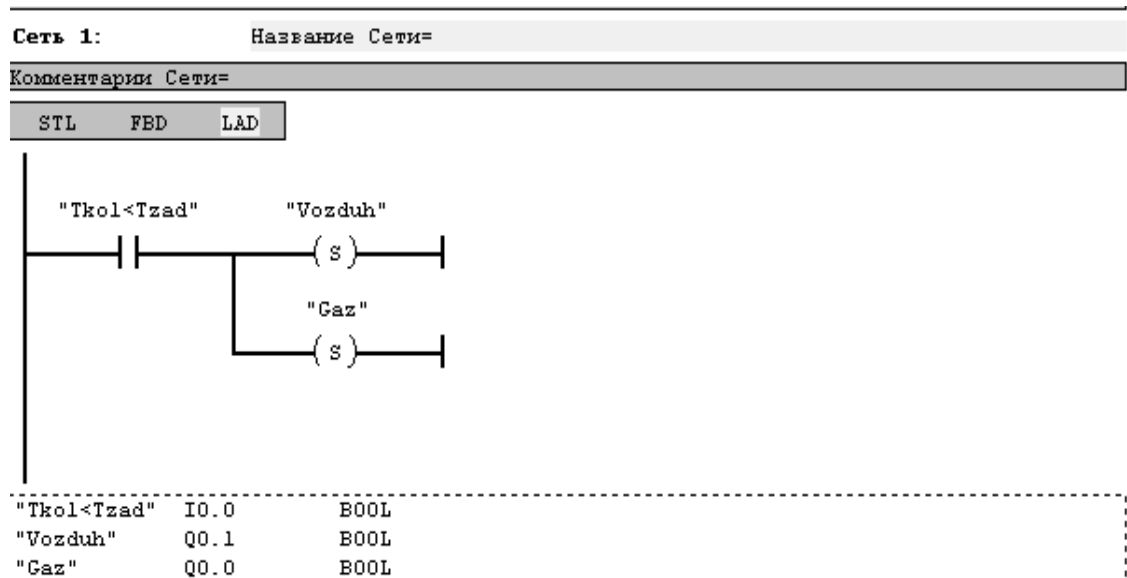 Сеть 1: Название Сети=
Комментарии Сети=
STL FBD LAD
"Tkol<Tzad" "Vozduh"
( S )
"Gaz"
( S )
"Tkol<Tzad" I0.0 BOOL
"Vozduh" Q0.1 BOOL
"Gaz" Q0.0 BOOL